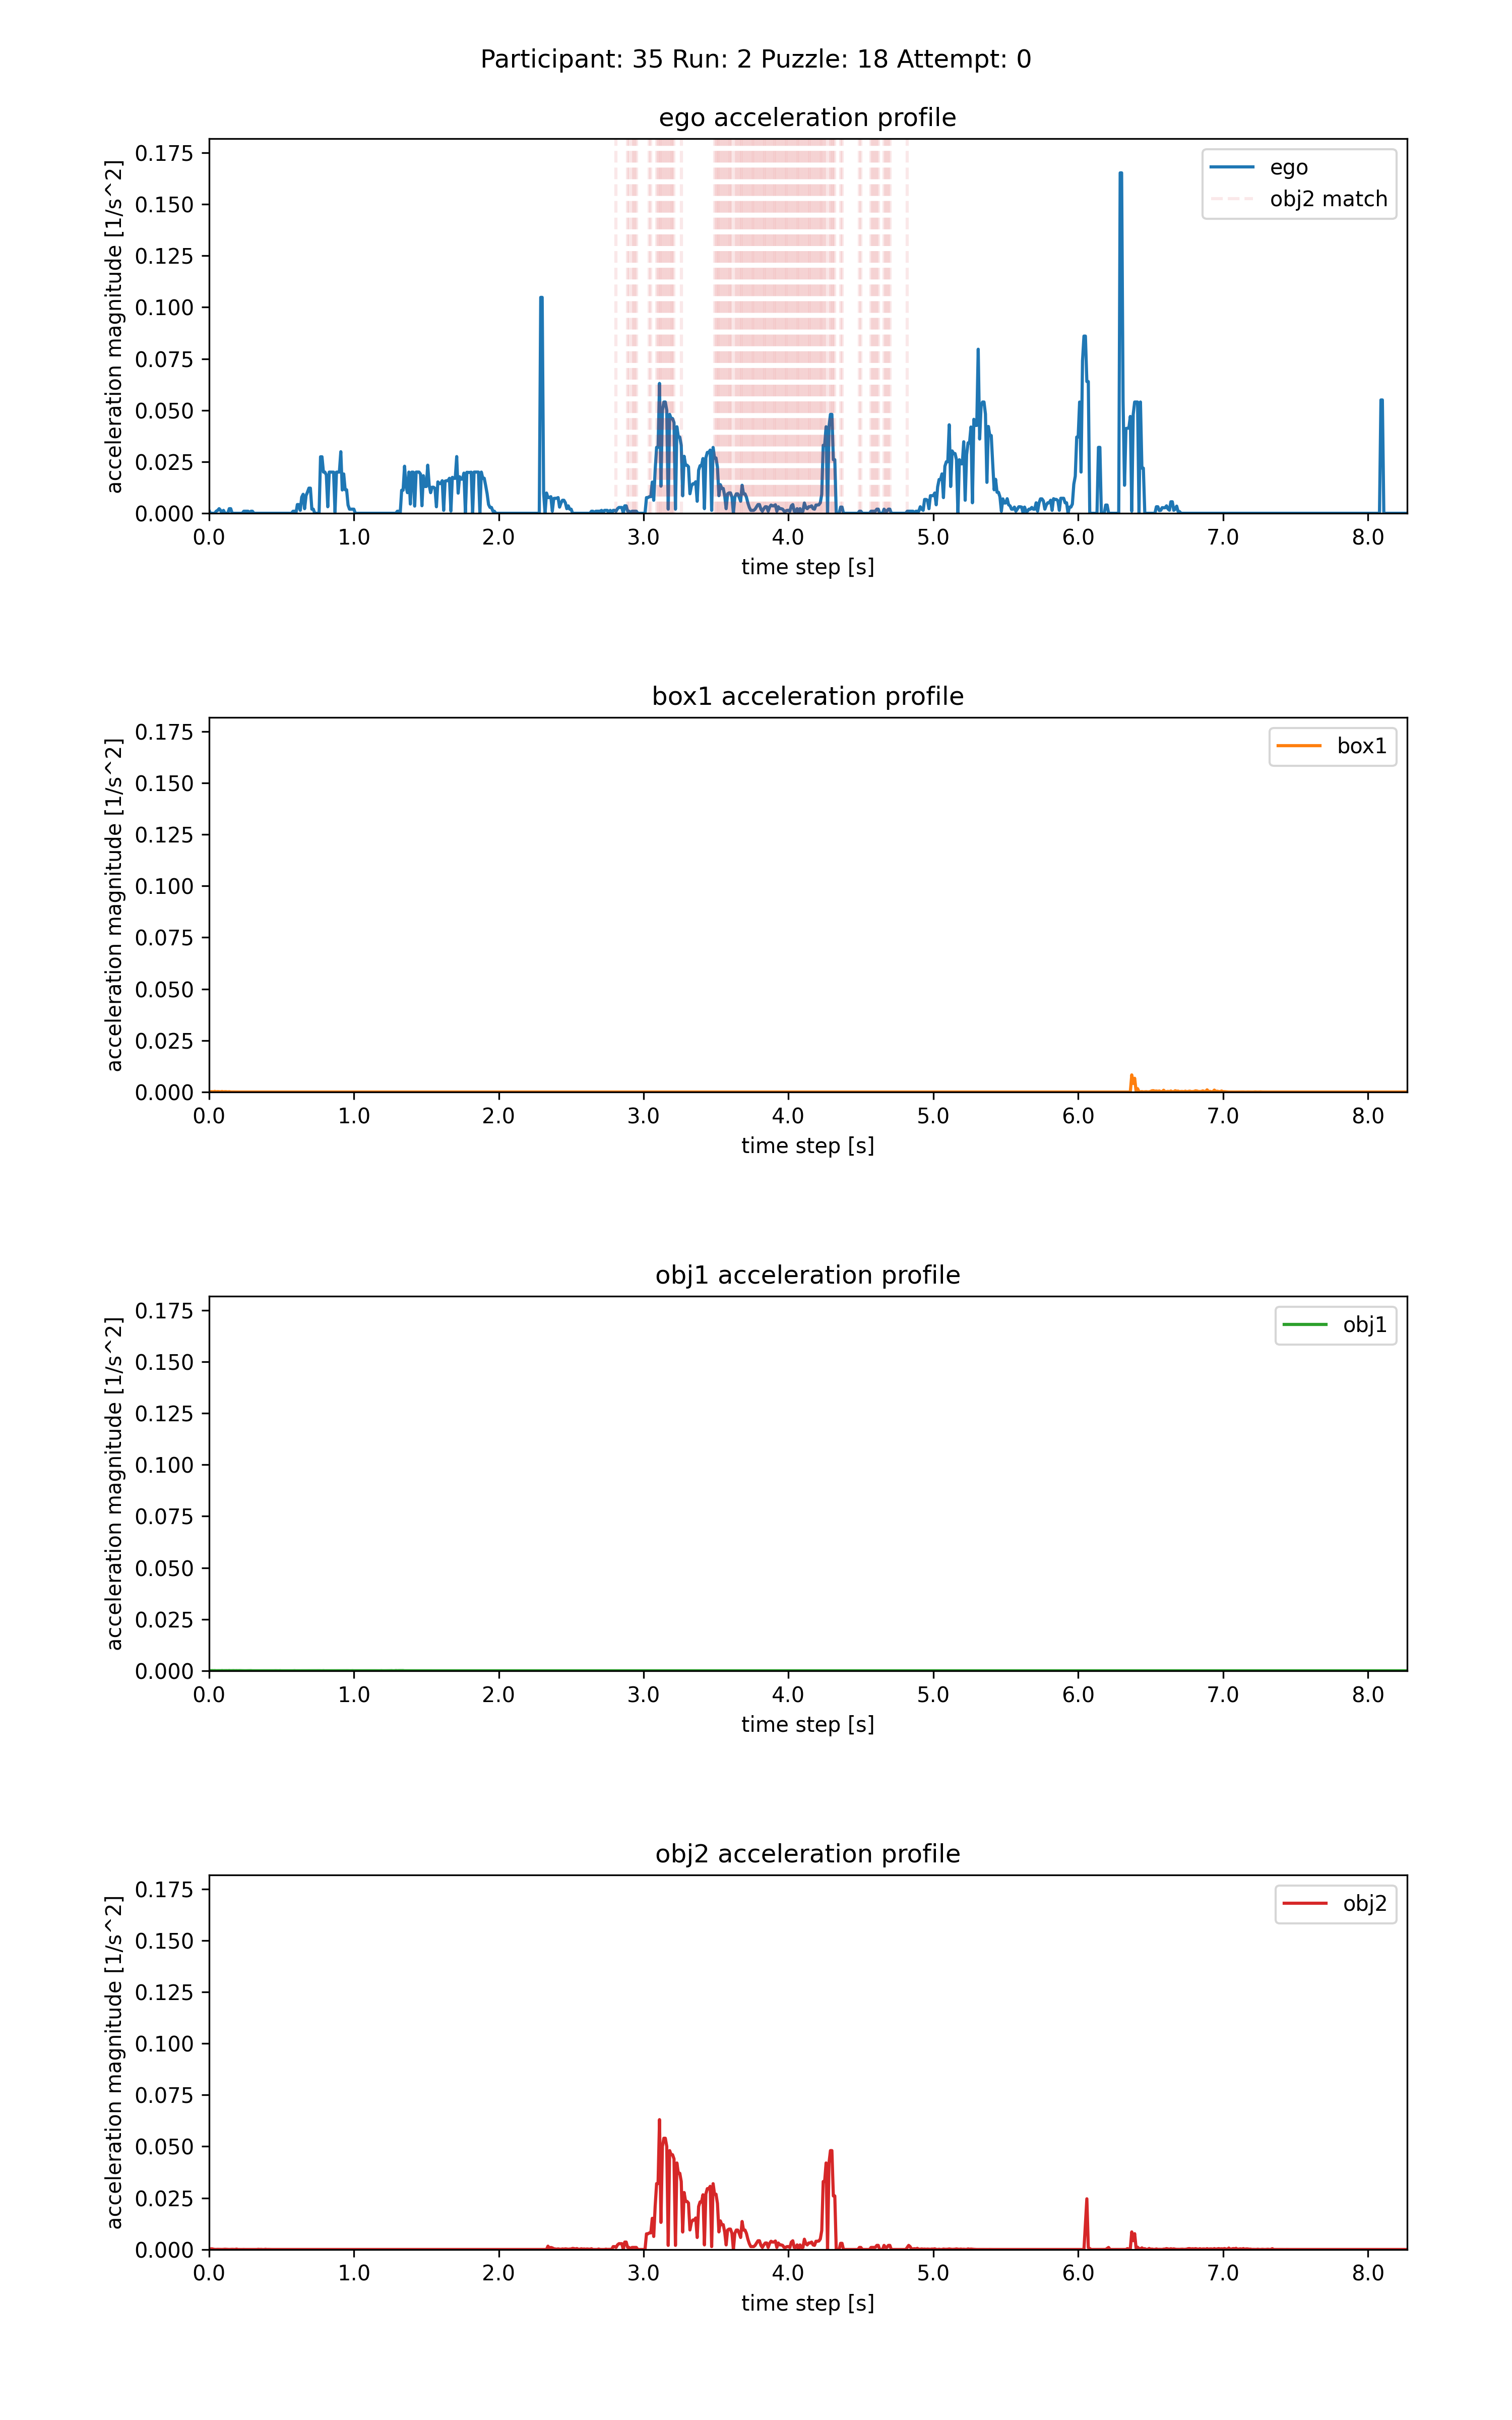 Participant: 35 Run: 2 Puzzle: 18 Attempt: 0
ego acceleration profile
acceleration magnitude [1/s^2]
0.175
0.150
0.125
0.100
0.075
0.050
0.025
0.000
ego
obj2 match
0.0 1.0 2.0 3.0 4.0 5.0 6.0 7.0 8.0
time step [s]
box1 acceleration profile
acceleration magnitude [1/s^2]
0.175
0.150
0.125
0.100
0.075
0.050
0.025
0.000
box1
0.0 1.0 2.0 3.0 4.0 5.0 6.0 7.0 8.0
time step [s]
obj1 acceleration profile
acceleration magnitude [1/s^2]
0.175
0.150
0.125
0.100
0.075
0.050
0.025
0.000
obj1
0.0 1.0 2.0 3.0 4.0 5.0 6.0 7.0 8.0
time step [s]
obj2 acceleration profile
acceleration magnitude [1/s^2]
0.175
0.150
0.125
0.100
0.075
0.050
0.025
0.000
obj2
0.0 1.0 2.0 3.0 4.0 5.0 6.0 7.0 8.0
time step [s]